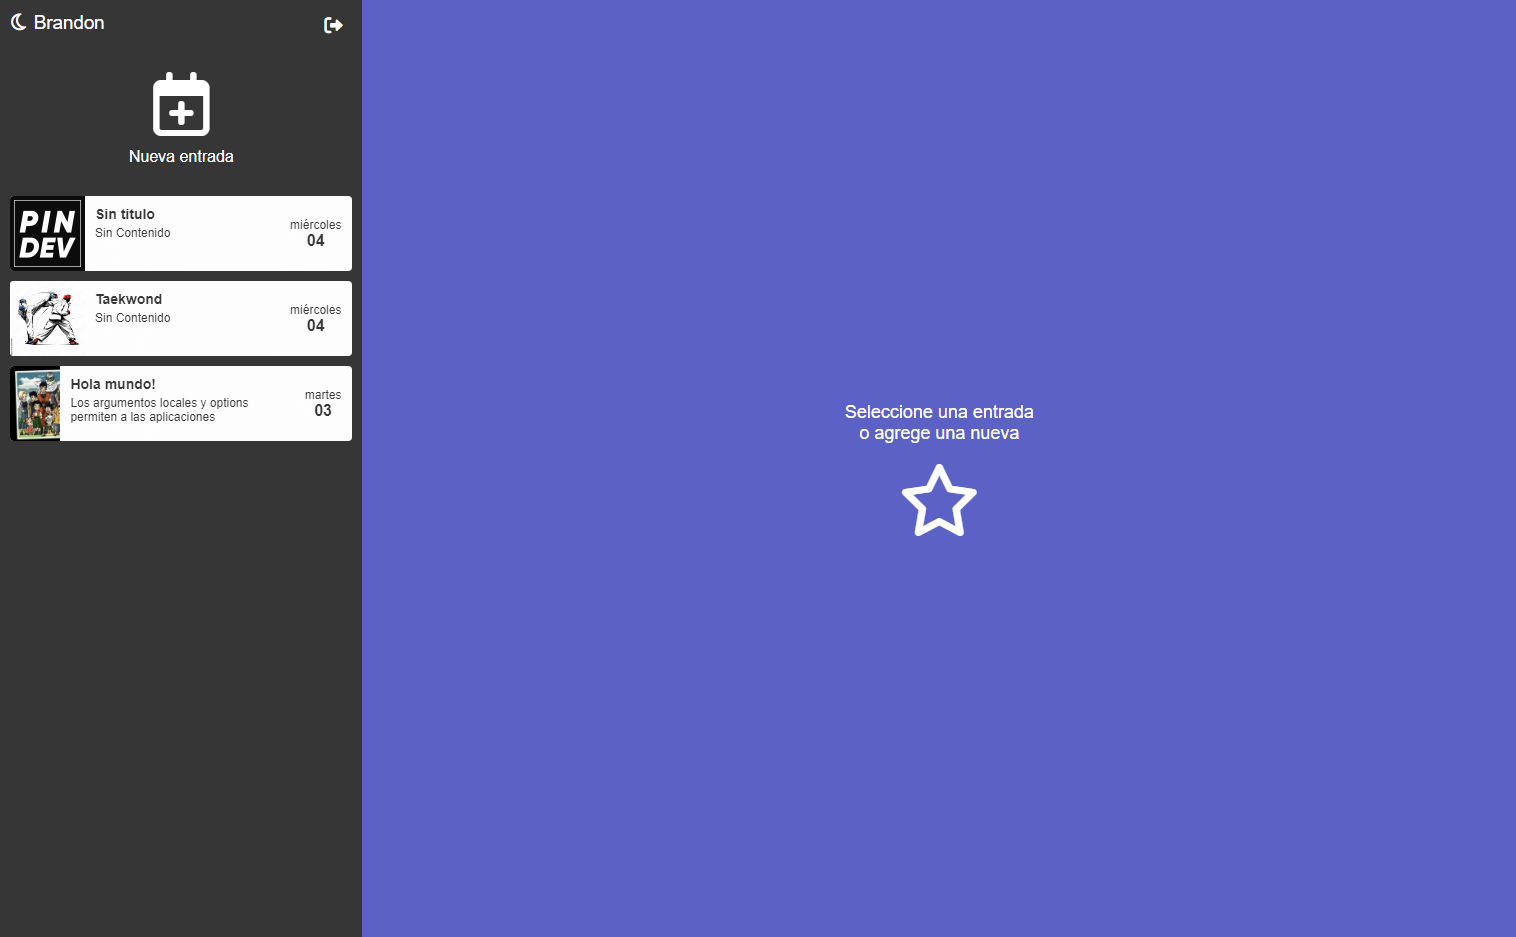 Brandon
Nueva entrada
PIN
DEV
Sin titulo
Sin Contenido
miércoles
04
Taekwond
Sin Contenido
miércoles
04
Hola mundo!
Los argumentos locales y options
permiten a las aplicaciones
martes
03
Seleccione una entrada
o agrege una nueva